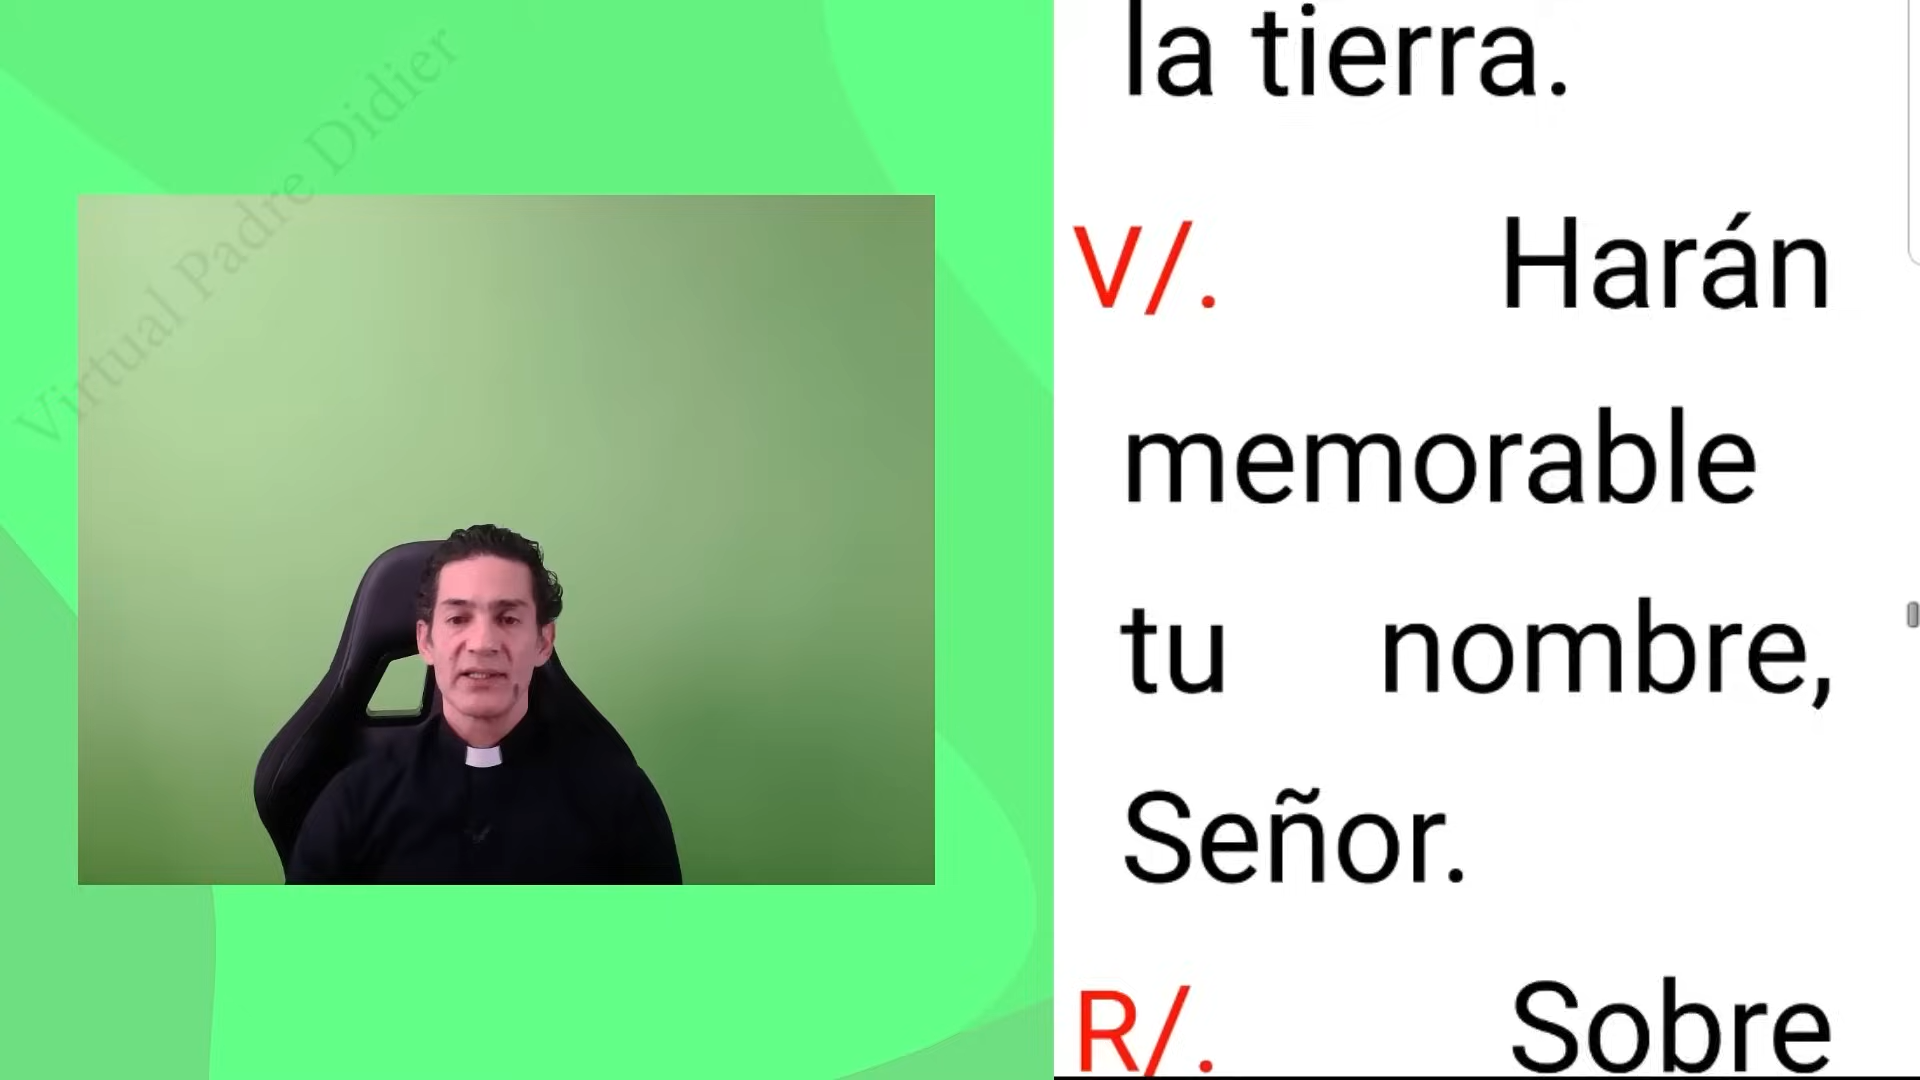 Virtual Padre Didier
la tierra.
V/. Harán
memorable
tu nombre,
Señor.
R/. Sobre